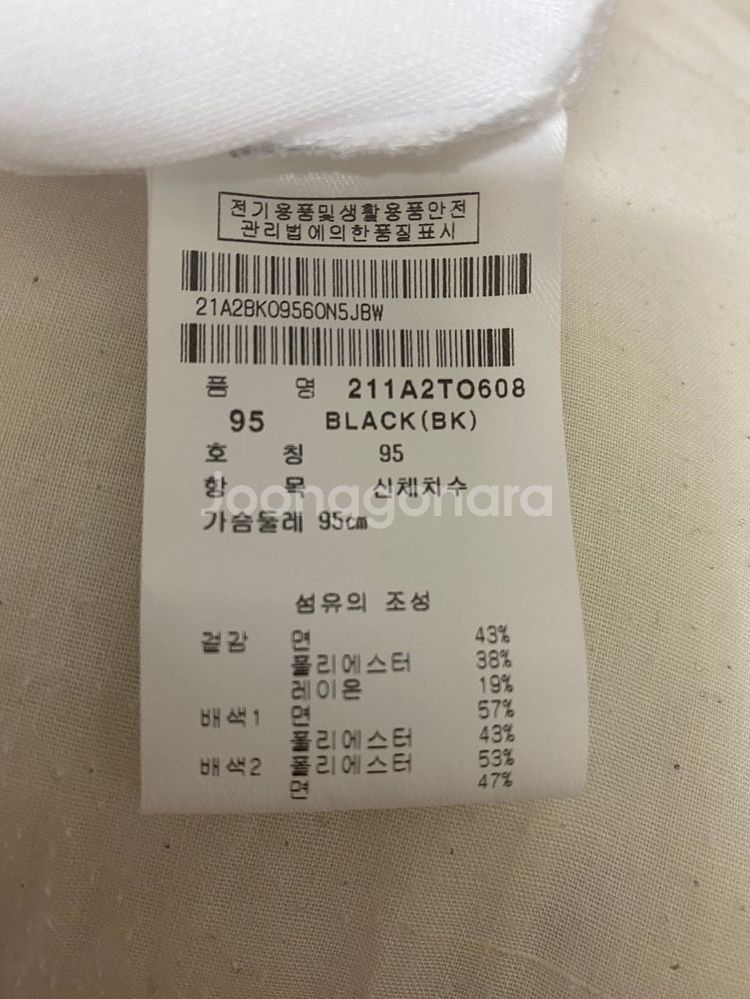 전기용품및생활용품안전
관리법에의한품질표시
21A2BK09560N5JBW
품 명 211A2TO608
95 BLACK(BK)
호 칭 95
항 목 신체치수
Joonagonara
가슴둘레 95cm
섬유의 조성
겉감 면 43%
폴리에스터 38%
레이온 19%
배색1 면 57%
폴리에스터 43%
배색2 폴리에스터 53%
면 47%